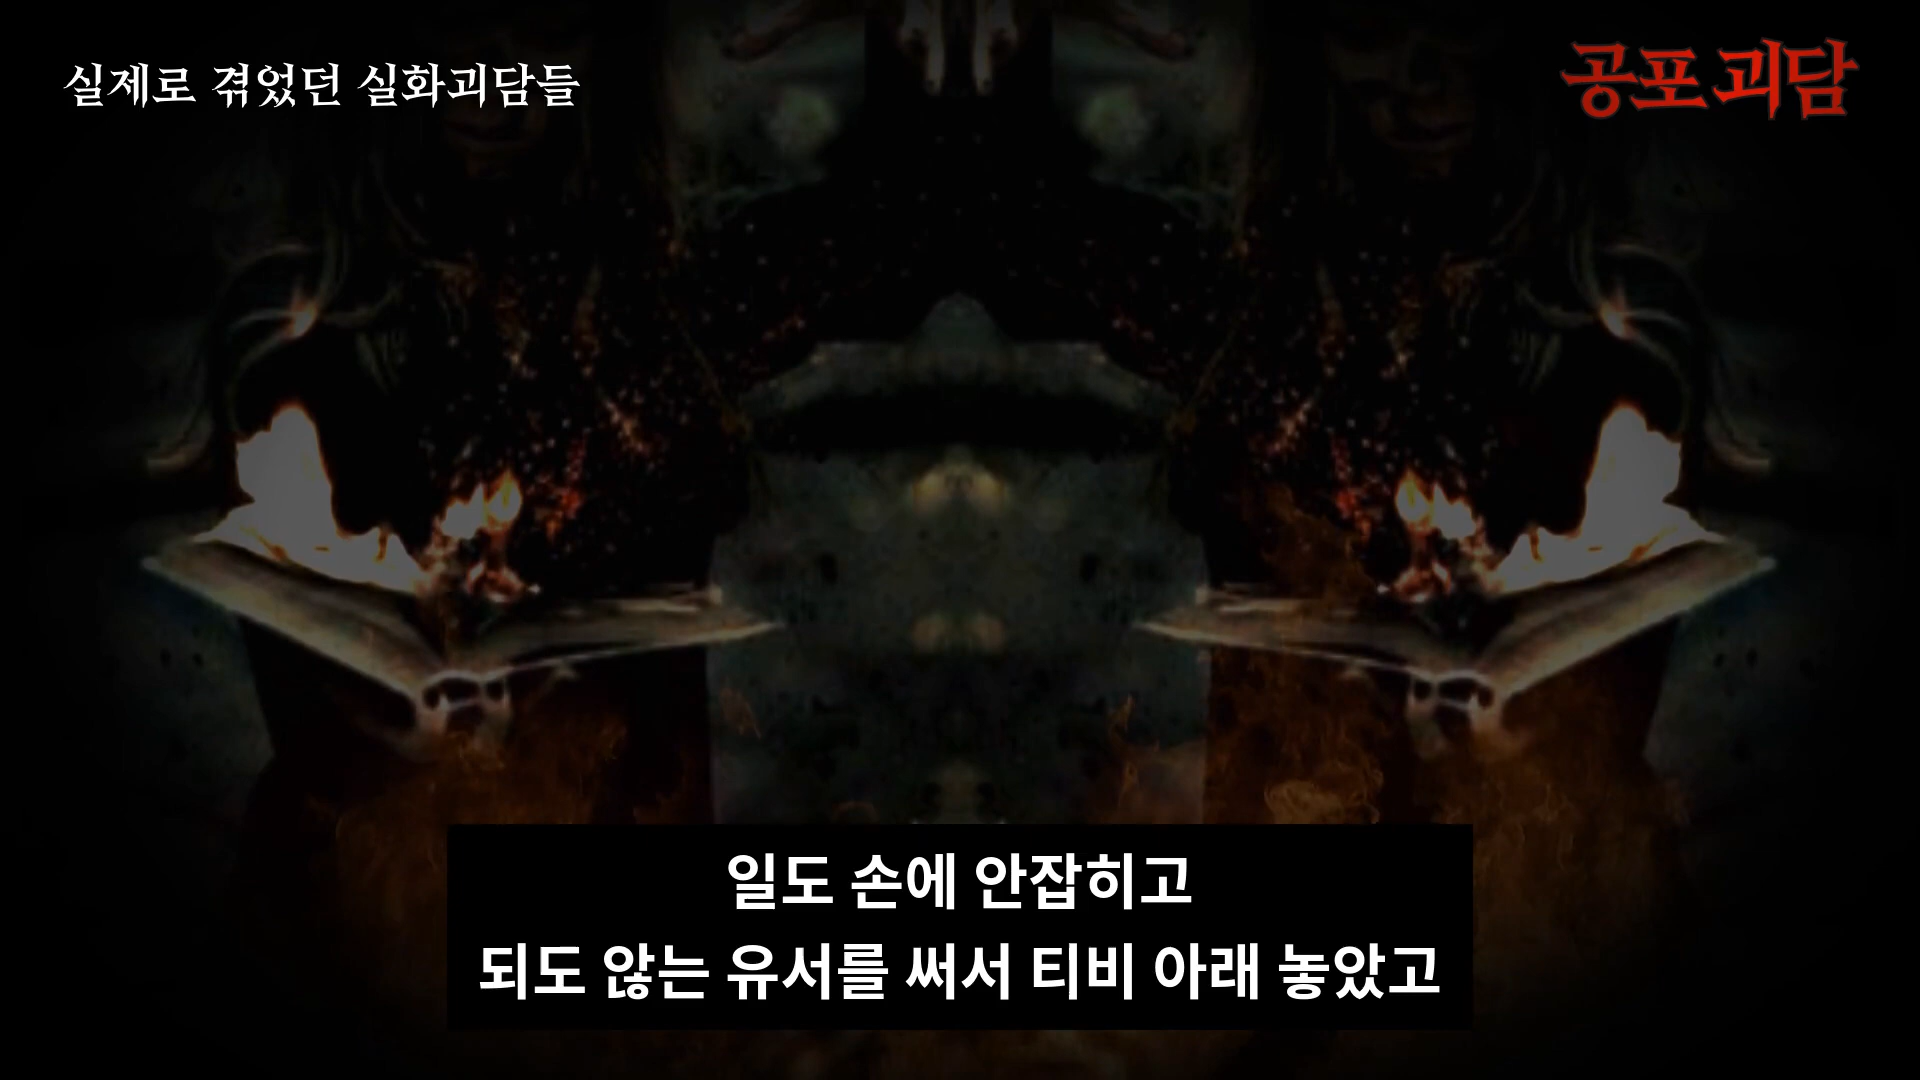 실제로 겪었던 실화괴담들
공포괴담
일도 손에 안잡히고
되도 않는 유서를 써서 티비 아래 놓았고